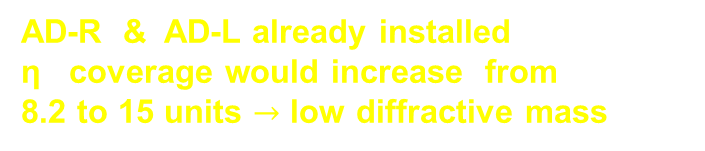 AD-R & AD-L already installed
η coverage would increase from
8.2 to 15 units → low diffractive mass